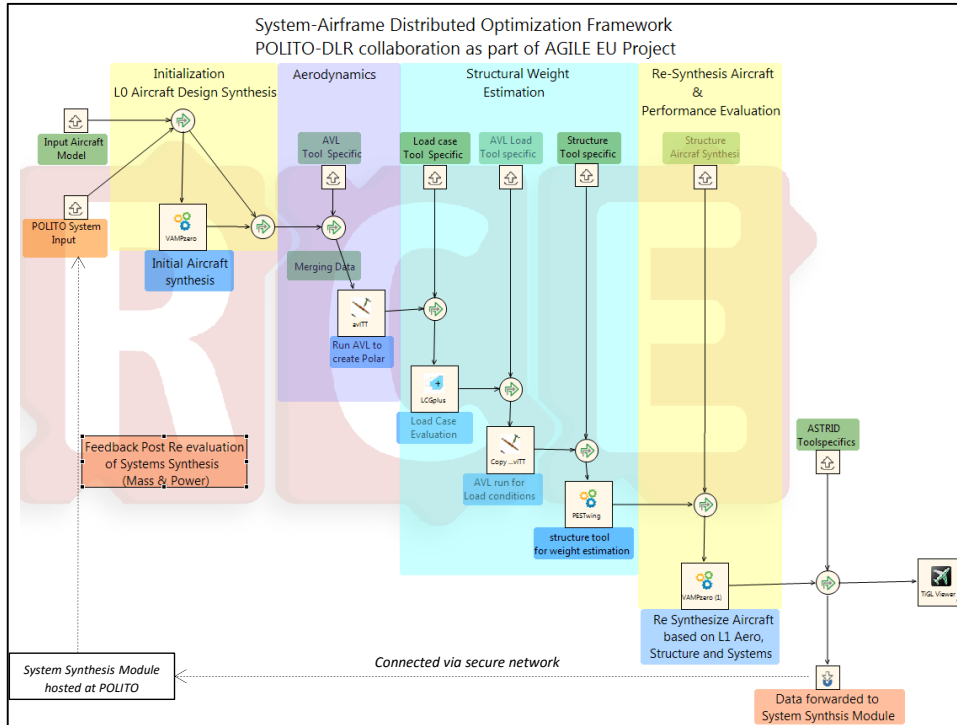 System-Airframe Distributed Optimization Framework
POLITO-DLR collaboration as part of AGILE EU Project
Initialization
L0 Aircraft Design Synthesis
Aerodynamics
Structural Weight
Estimation
Re-Synthesis Aircraft
&
Performance Evaluation
Input Aircraft
Model
AVL
Tool Specific
Load case
Tool Specific
AVL Load
Tool specific
Structure
Tool specific
Structure
Aircraf Synthesi
POLITO System
Input
VAMPzero
Initial Aircraft
synthesis
Merging Data
avITT
Run AVL to
create Polar
LCGplus
Load Case
Evaluation
Copy ...vITT
AVL run for
Load conditions
PESTwing
structure tool
for weight estimation
Feedback Post Re evaluation
of Systems Synthesis
(Mass & Power)
ASTRID
Toolspecifics
VAMPzero (1)
TiGL Viewer
Re Synthesize Aircraft
based on L1 Aero,
Structure and Systems
System Synthesis Module
hosted at POLITO
Connected via secure network
Data forwarded to
System Synthsis Module
RCE